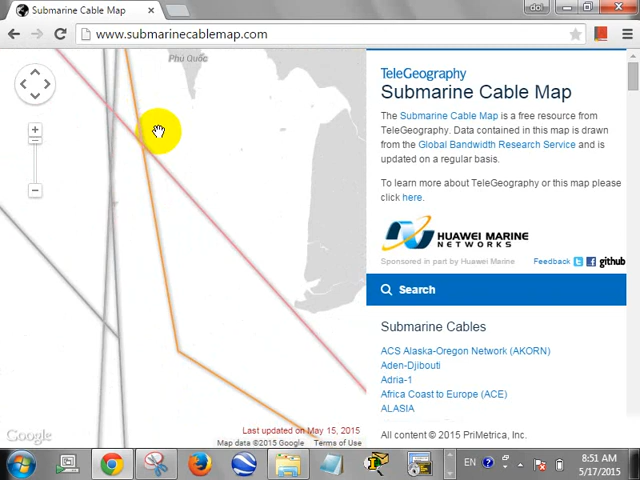 Submarine Cable Map
doi
www.submarinecablemap.com
Phú Quốc
TeleGeography
Submarine Cable Map
The Submarine Cable Map is a free resource from
TeleGeography. Data contained in this map is drawn
from the Global Bandwidth Research Service and is
updated on a regular basis.
To learn more about TeleGeography or this map please
click here.
HUAWEI MARINE
NETWORKS
Sponsored in part by Huawei Marine
Feedback
github
Search
Submarine Cables
ACS Alaska-Oregon Network (AKORN)
Aden-Djibouti
Adria-1
Africa Coast to Europe (ACE)
ALASIA
Last updated on May 15, 2015
Google
Map data ©2015 Google
Terms of Use
All content © 2015 PriMetrica, Inc.
EN
8:51 AM
5/17/2015